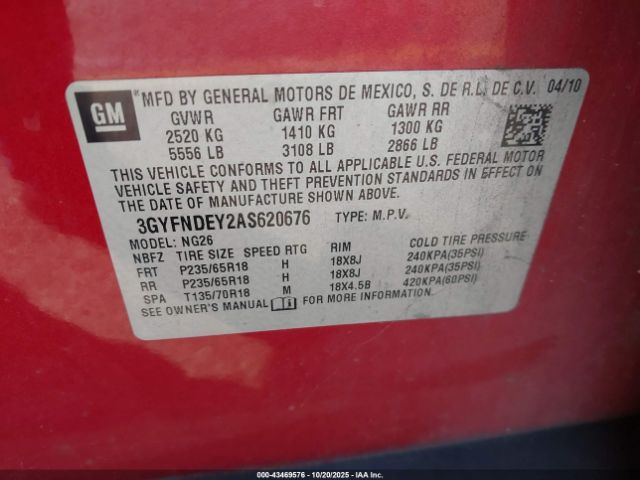 GM
MFD BY GENERAL MOTORS DE MEXICO, S. DE R.L. DE C.V. 04/10
GVWR GAWR FRT GAWR RR
2520 KG 1410 KG 1300 KG
5556 LB 3108 LB 2866 LB
THIS VEHICLE CONFORMS TO ALL APPLICABLE U.S. FEDERAL MOTOR
VEHICLE SAFETY AND THEFT PREVENTION STANDARDS IN EFFECT ON
THE DATE OF MANUFACTURE SHOWN ABOVE.
3GYFNDEY2AS620676 TYPE: M.P.V.
MODEL: NG26
NBFZ TIRE SIZE SPEED RTG RIM COLD TIRE PRESSURE
FRT P235/65R18 H 18X8J 240KPA(35PSI)
RR P235/65R18 H 18X8J 240KPA(35PSI)
SPA T135/70R18 M 18X4.5B 420KPA(60PSI)
SEE OWNER'S MANUAL FOR MORE INFORMATION.
000-43469576 10/20/2025 - IAAI.COM